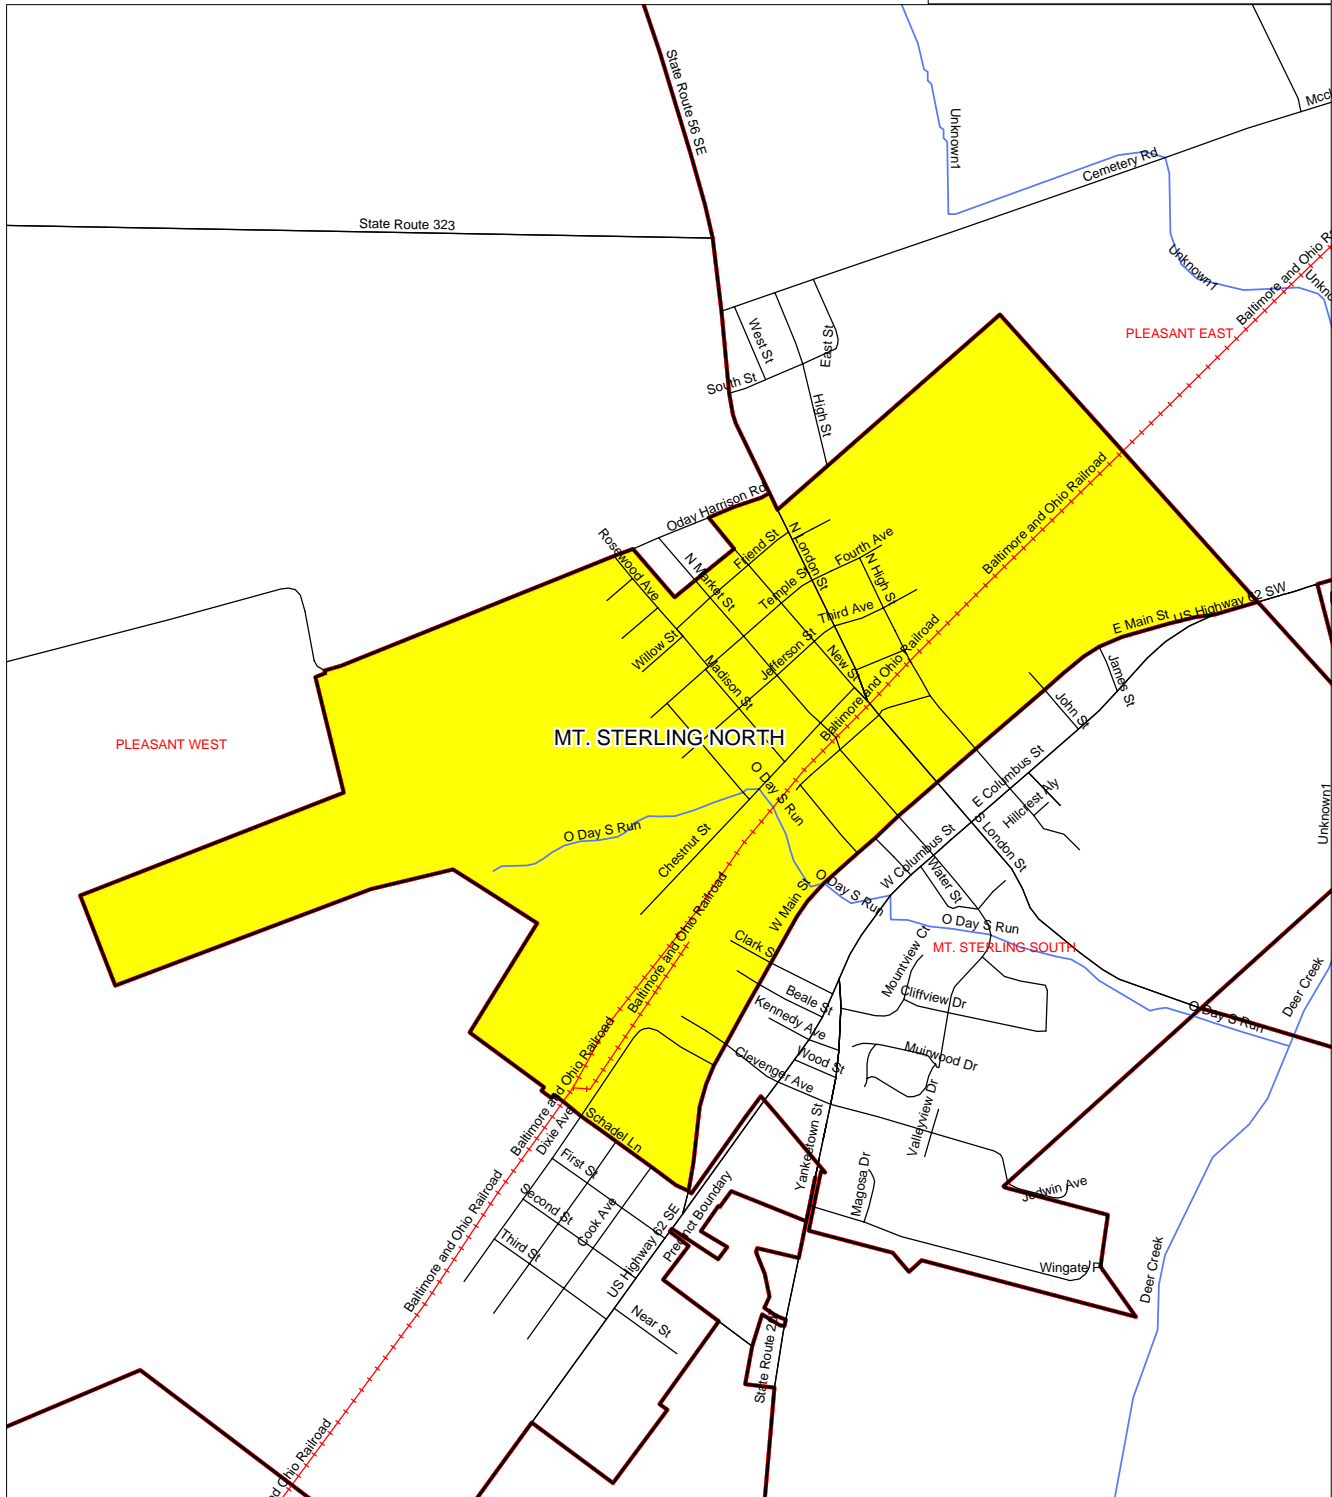 State Route 56 SE
Unknown1
Cemetery Rd
State Route 323
Unknown1
Baltimore and Ohio
PLEASANT EAST
West St
East St
South St
High St
Baltimore and Ohio Railroad
Oday Harrison Rd
Rosewood Ave
N Market St
Friend St
N London St
Fourth Ave
N High S
Temple S
Third Ave
Willow St
Madison St
Jefferson St
New St
Baltimore and Ohio Railroad
E Main St
US Highway 62 SW
James St
John St
PLEASANT WEST
MT. STERLING NORTH
O Day S Run
O Day S Run
Chestnut St
E Columbus St
Hillcrest Aly
S London St
W Columbus St
Water St
Unknown1
W Main St
O Day S Run
O Day S Run
MT. STERLING SOUTH
Clark S
Mountview Ct
Cliffview Dr
Beale St
Kennedy Ave
Wood St
Clevenger Ave
Muirwood Dr
Valleyview Dr
O Day S Run
Deer Creek
Baltimore and Ohio Railroad
Baltimore and Ohio Railroad
Dixie Ave
Schadel Ln
First St
Second St
Third St
Cook Ave
US Highway 62 SE
Precinct Boundary
Yankeetown St
Magosa Dr
Jodwin Ave
Wingate P
Deer Creek
Near St
State Route
Baltimore and Ohio Railroad
Ohio Railroad